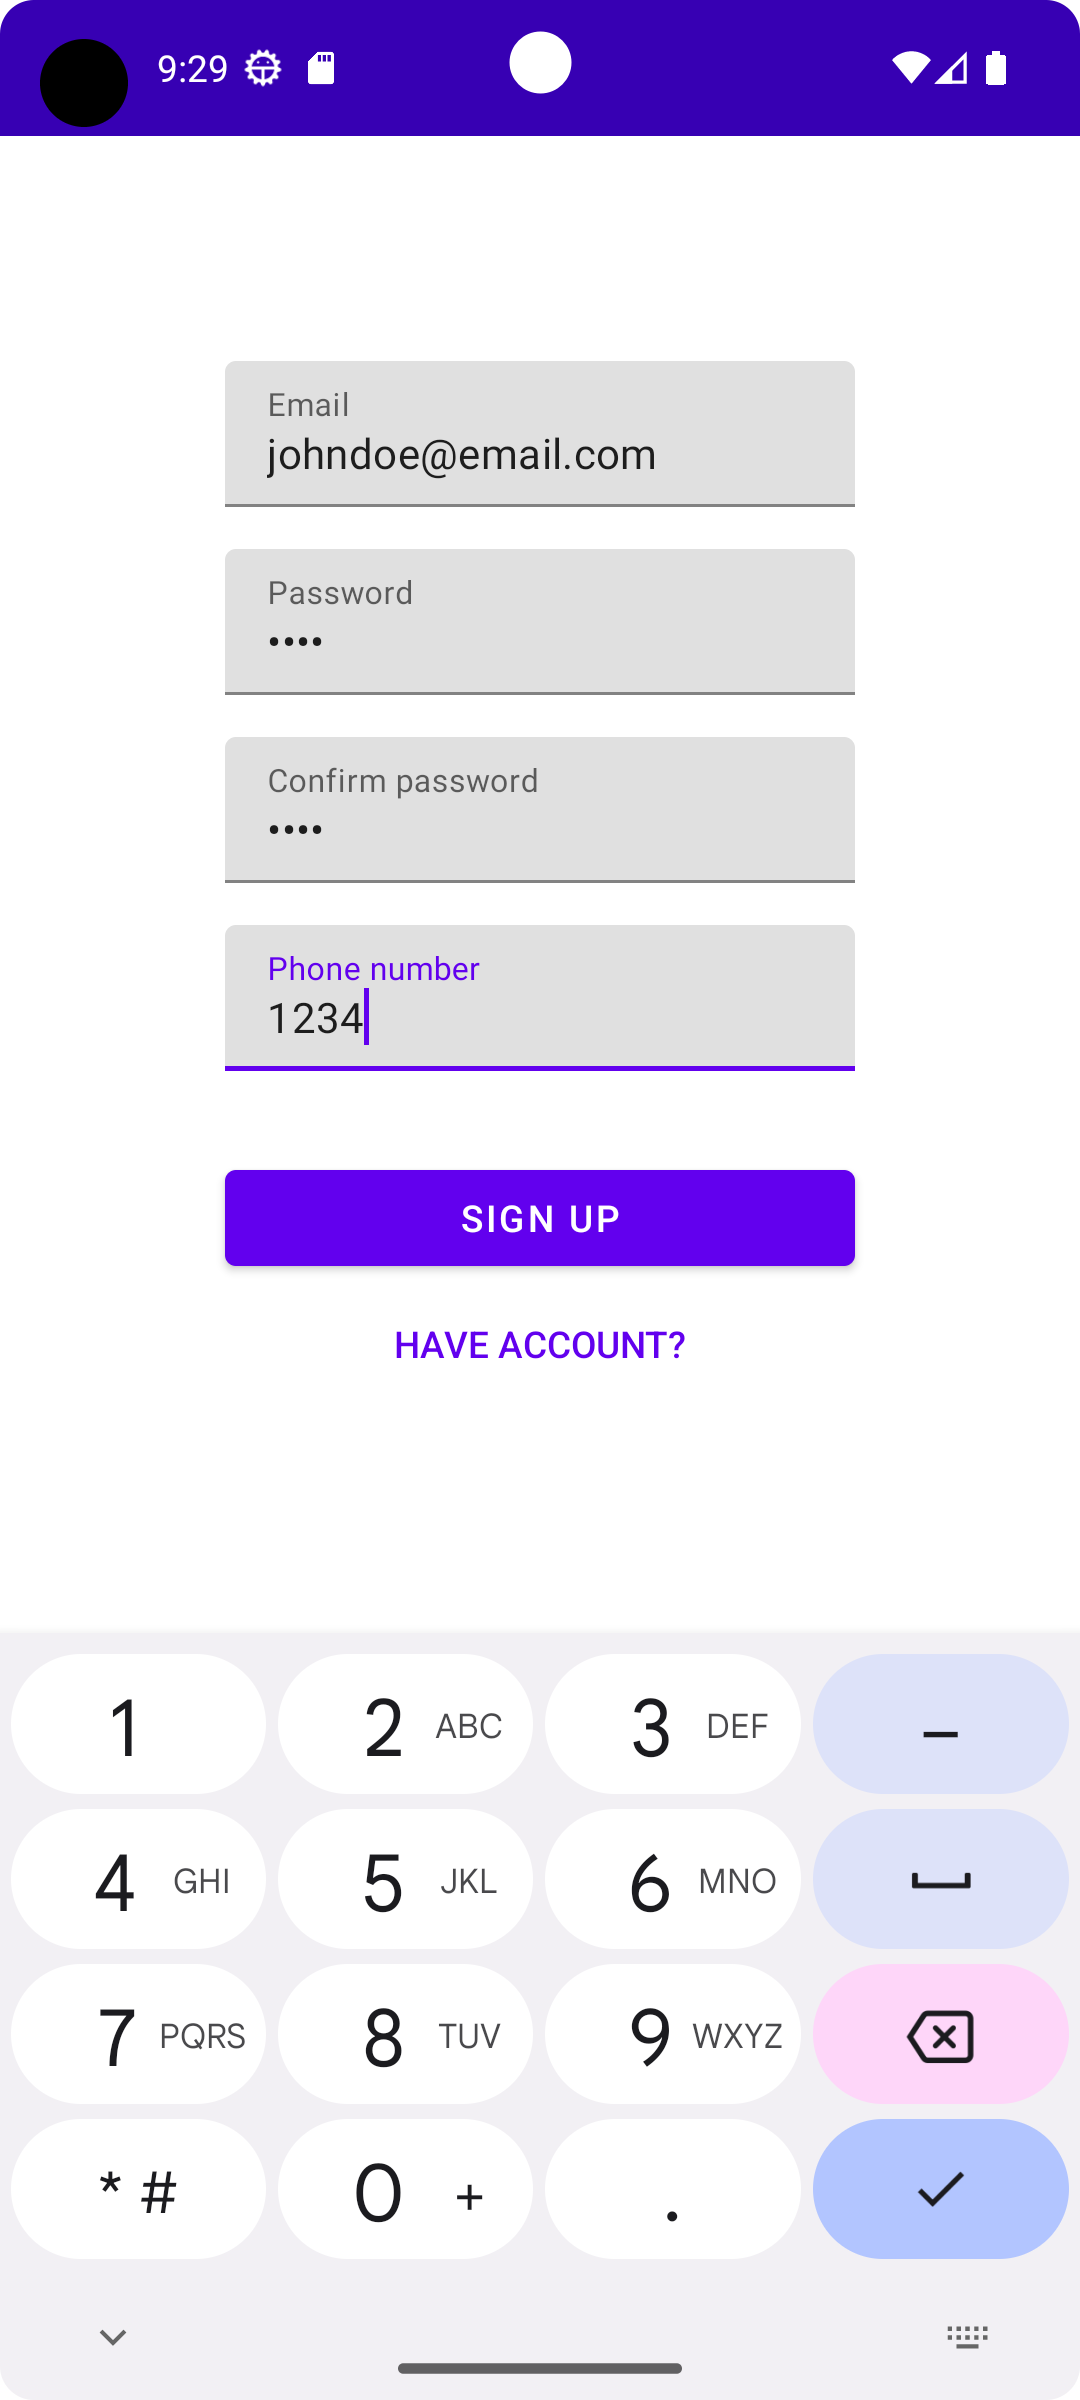 9:29
Email
johndoe@email.com
Password
••••
Confirm password
••••
Phone number
1234
SIGN UP
HAVE ACCOUNT?
1
2 ABC
3 DEF
–
4 GHI
5 JKL
6 MNO
7 PQRS
8 TUV
9 WXYZ
* #
0 +
.